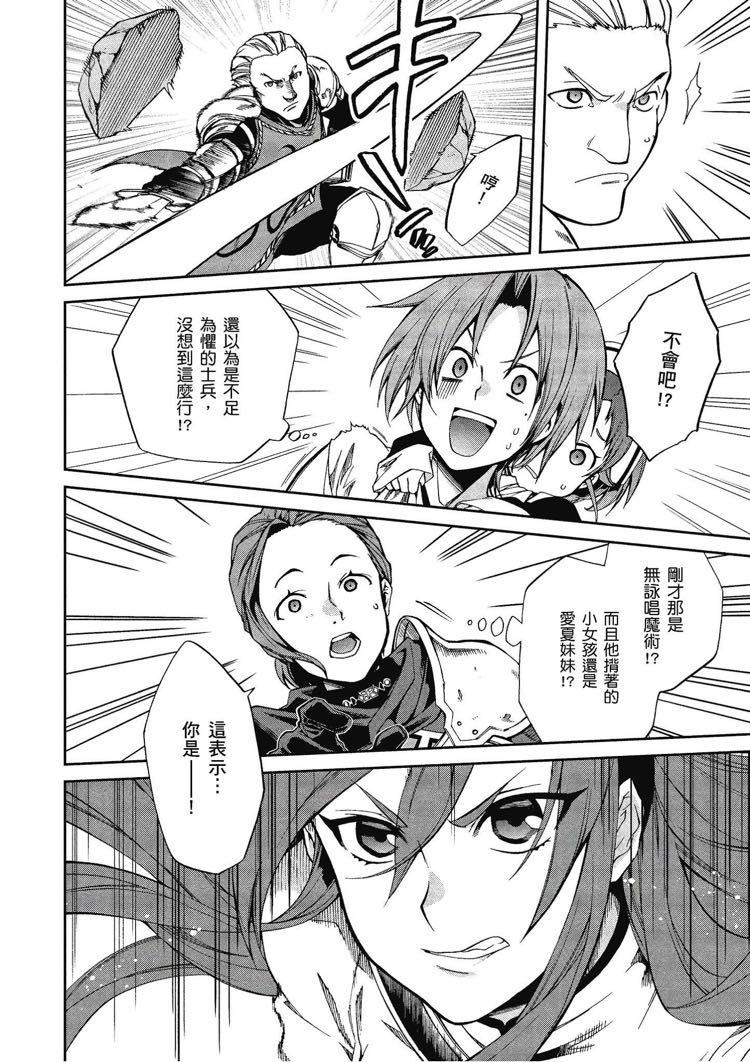 哼！
不會吧!?
還以為是不足
為懼的士兵，
沒想到這麼行!?
剛才那是
無詠唱魔術!?
而且他揹著的
小女孩還是
愛夏妹妹!?
這表示…
你是──！